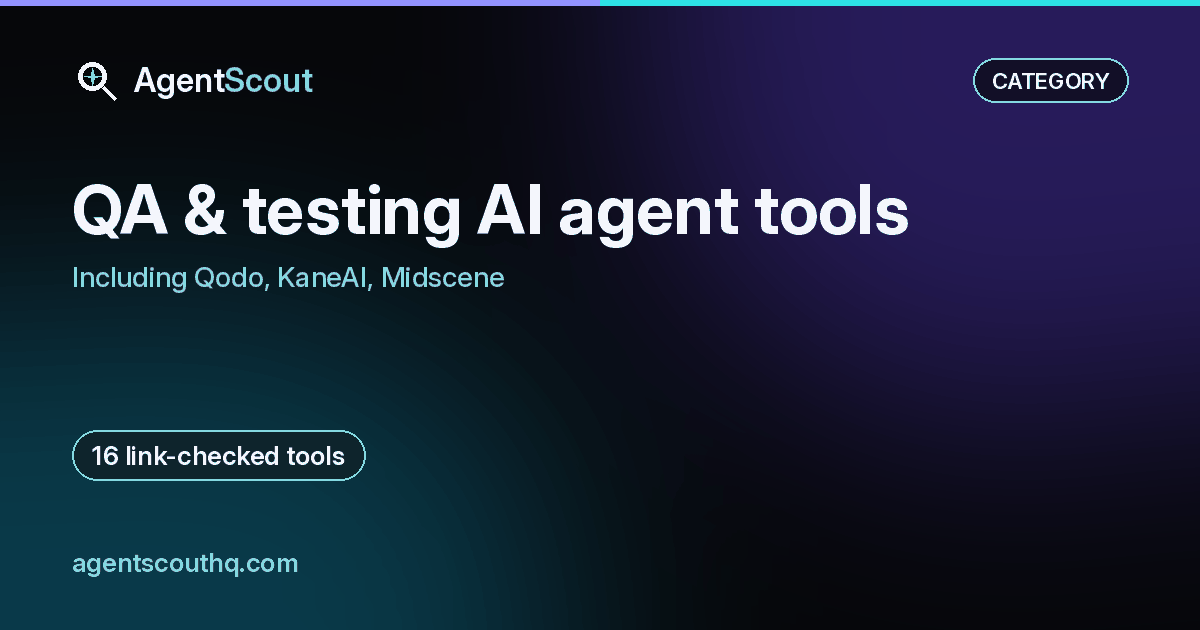 AgentScout
CATEGORY
QA & testing AI agent tools
Including Qodo, KaneAI, Midscene
16 link-checked tools
agentscouthq.com